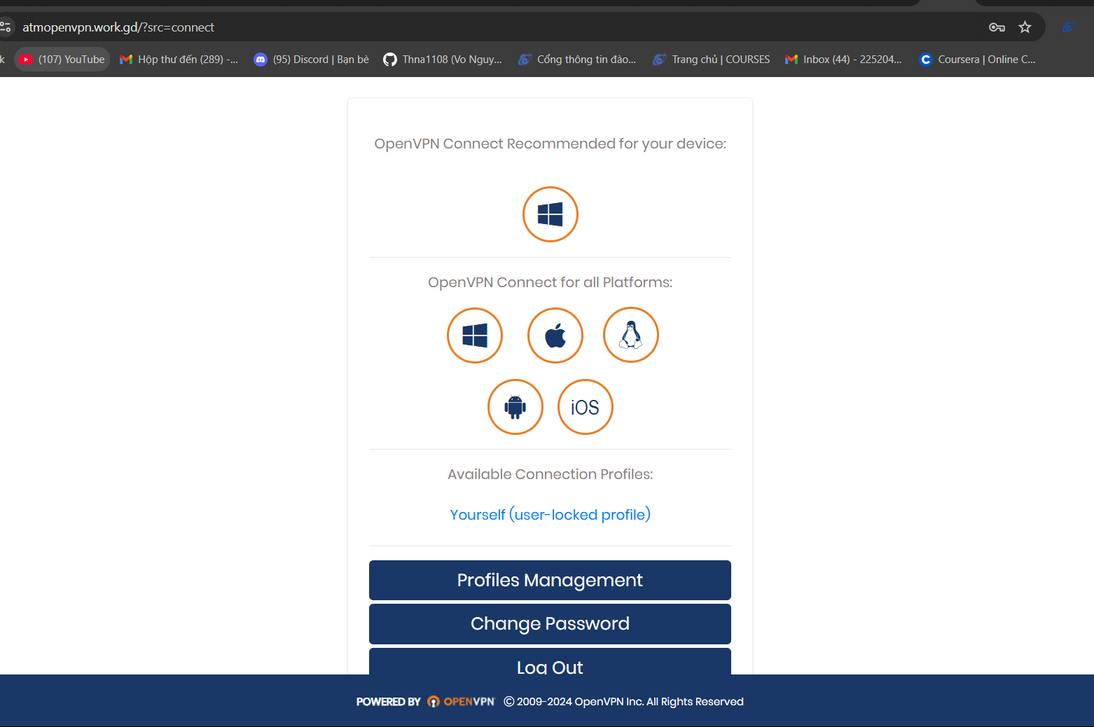 atmopenvpn.work.gd/?src=connect
k (107) YouTube Hộp thư đến (289) -... (95) Discord | Bạn bè Thna1108 (Vo Nguy... Cổng thông tin đào... Trang chủ | COURSES Inbox (44) - 225204... Coursera | Online C...
OpenVPN Connect Recommended for your device:
OpenVPN Connect for all Platforms:
iOS
Available Connection Profiles:
Yourself (user-locked profile)
Profiles Management
Change Password
Log Out
POWERED BY OPENVPN © 2009-2024 OpenVPN Inc. All Rights Reserved